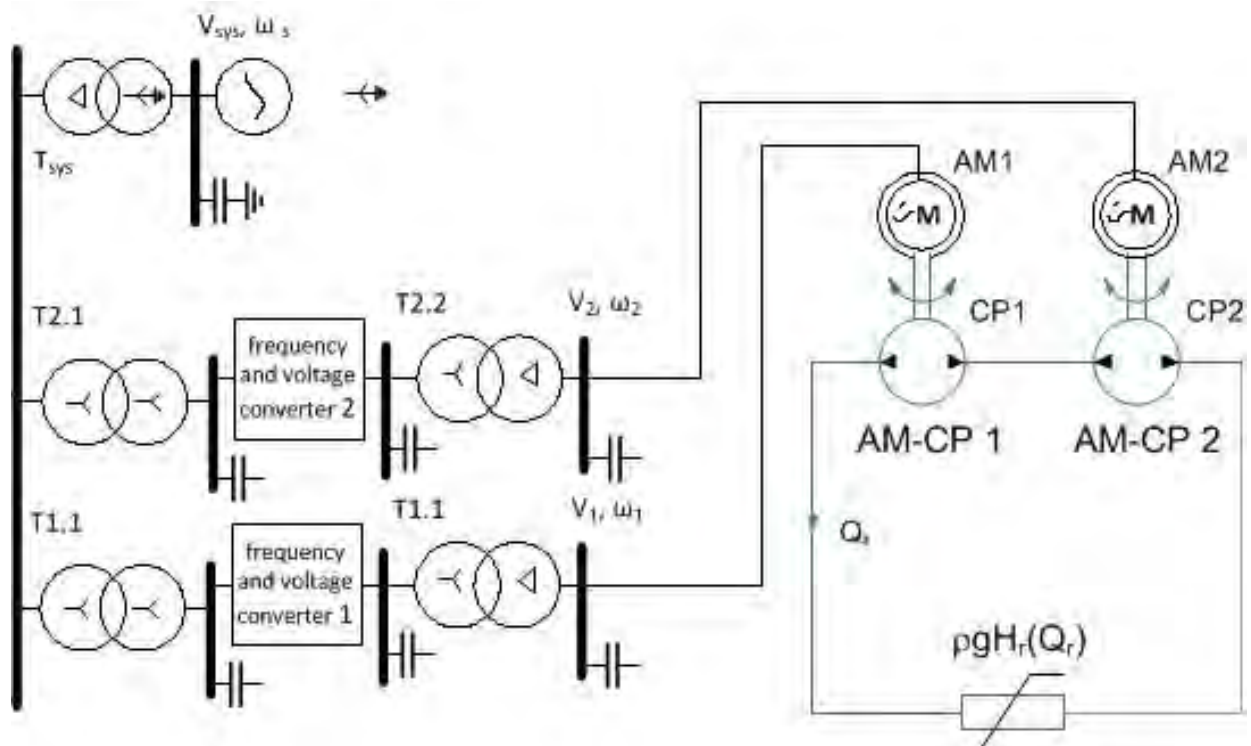 V_sys, ω_s
T_sys
AM1
AM2
M
M
T2.1
T2.2
V_2, ω_2
CP1
CP2
frequency
and voltage
converter 2
AM-CP 1
AM-CP 2
T1.1
T1.1
V_1, ω_1
frequency
and voltage
converter 1
ρgH_r(Q_r)